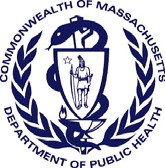 COMMONWEALTH OF MASSACHUSETTS
DEPARTMENT OF PUBLIC HEALTH